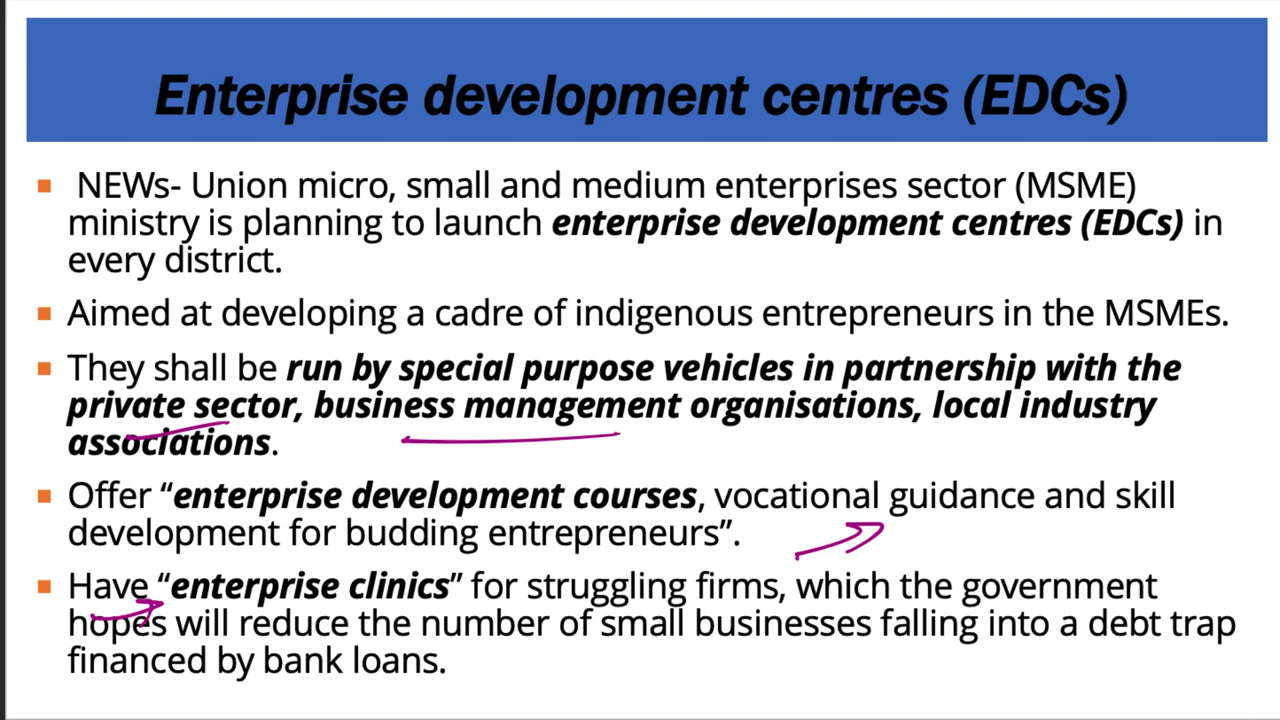 Enterprise development centres (EDCs)
NEWs- Union micro, small and medium enterprises sector (MSME)
ministry is planning to launch enterprise development centres (EDCs) in
every district.
Aimed at developing a cadre of indigenous entrepreneurs in the MSMEs.
They shall be run by special purpose vehicles in partnership with the
private sector, business management organisations, local industry
associations.
Offer “enterprise development courses, vocational guidance and skill
development for budding entrepreneurs”.
Have “enterprise clinics” for struggling firms, which the government
hopes will reduce the number of small businesses falling into a debt trap
financed by bank loans.